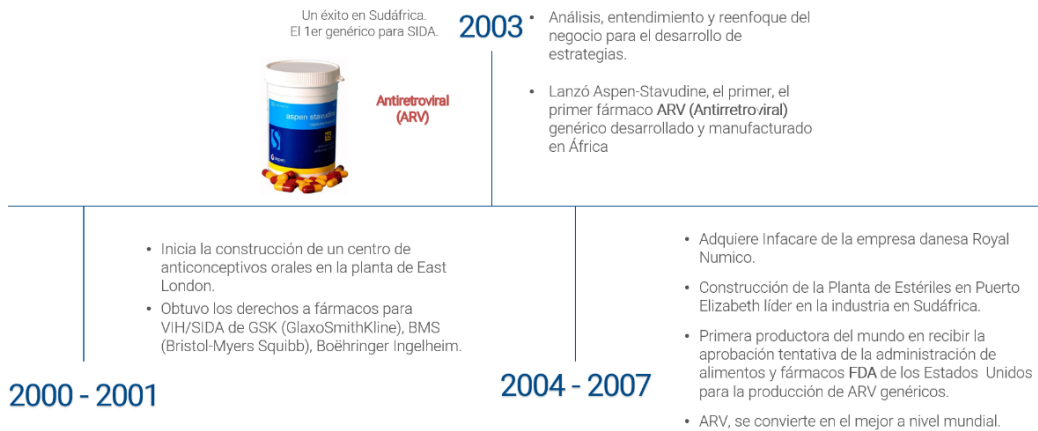 Un éxito en Sudáfrica.
El 1er genérico para SIDA.
aspen stavudine
Antiretroviral
(ARV)
2003
• Análisis, entendimiento y reenfoque del
negocio para el desarrollo de
estrategias.
• Lanzó Aspen-Stavudine, el primer, el
primer fármaco ARV (Antirretroviral)
genérico desarrollado y manufacturado
en África
• Inicia la construcción de un centro de
anticonceptivos orales en la planta de East
London.
• Obtuvo los derechos a fármacos para
VIH/SIDA de GSK (GlaxoSmithKline), BMS
(Bristol-Myers Squibb), Boëhringer Ingelheim.
2000 - 2001
• Adquiere Infacare de la empresa danesa Royal
Numico.
• Construcción de la Planta de Estériles en Puerto
Elizabeth líder en la industria en Sudáfrica.
• Primera productora del mundo en recibir la
aprobación tentativa de la administración de
alimentos y fármacos FDA de los Estados Unidos
para la producción de ARV genéricos.
• ARV, se convierte en el mejor a nivel mundial.
2004 - 2007